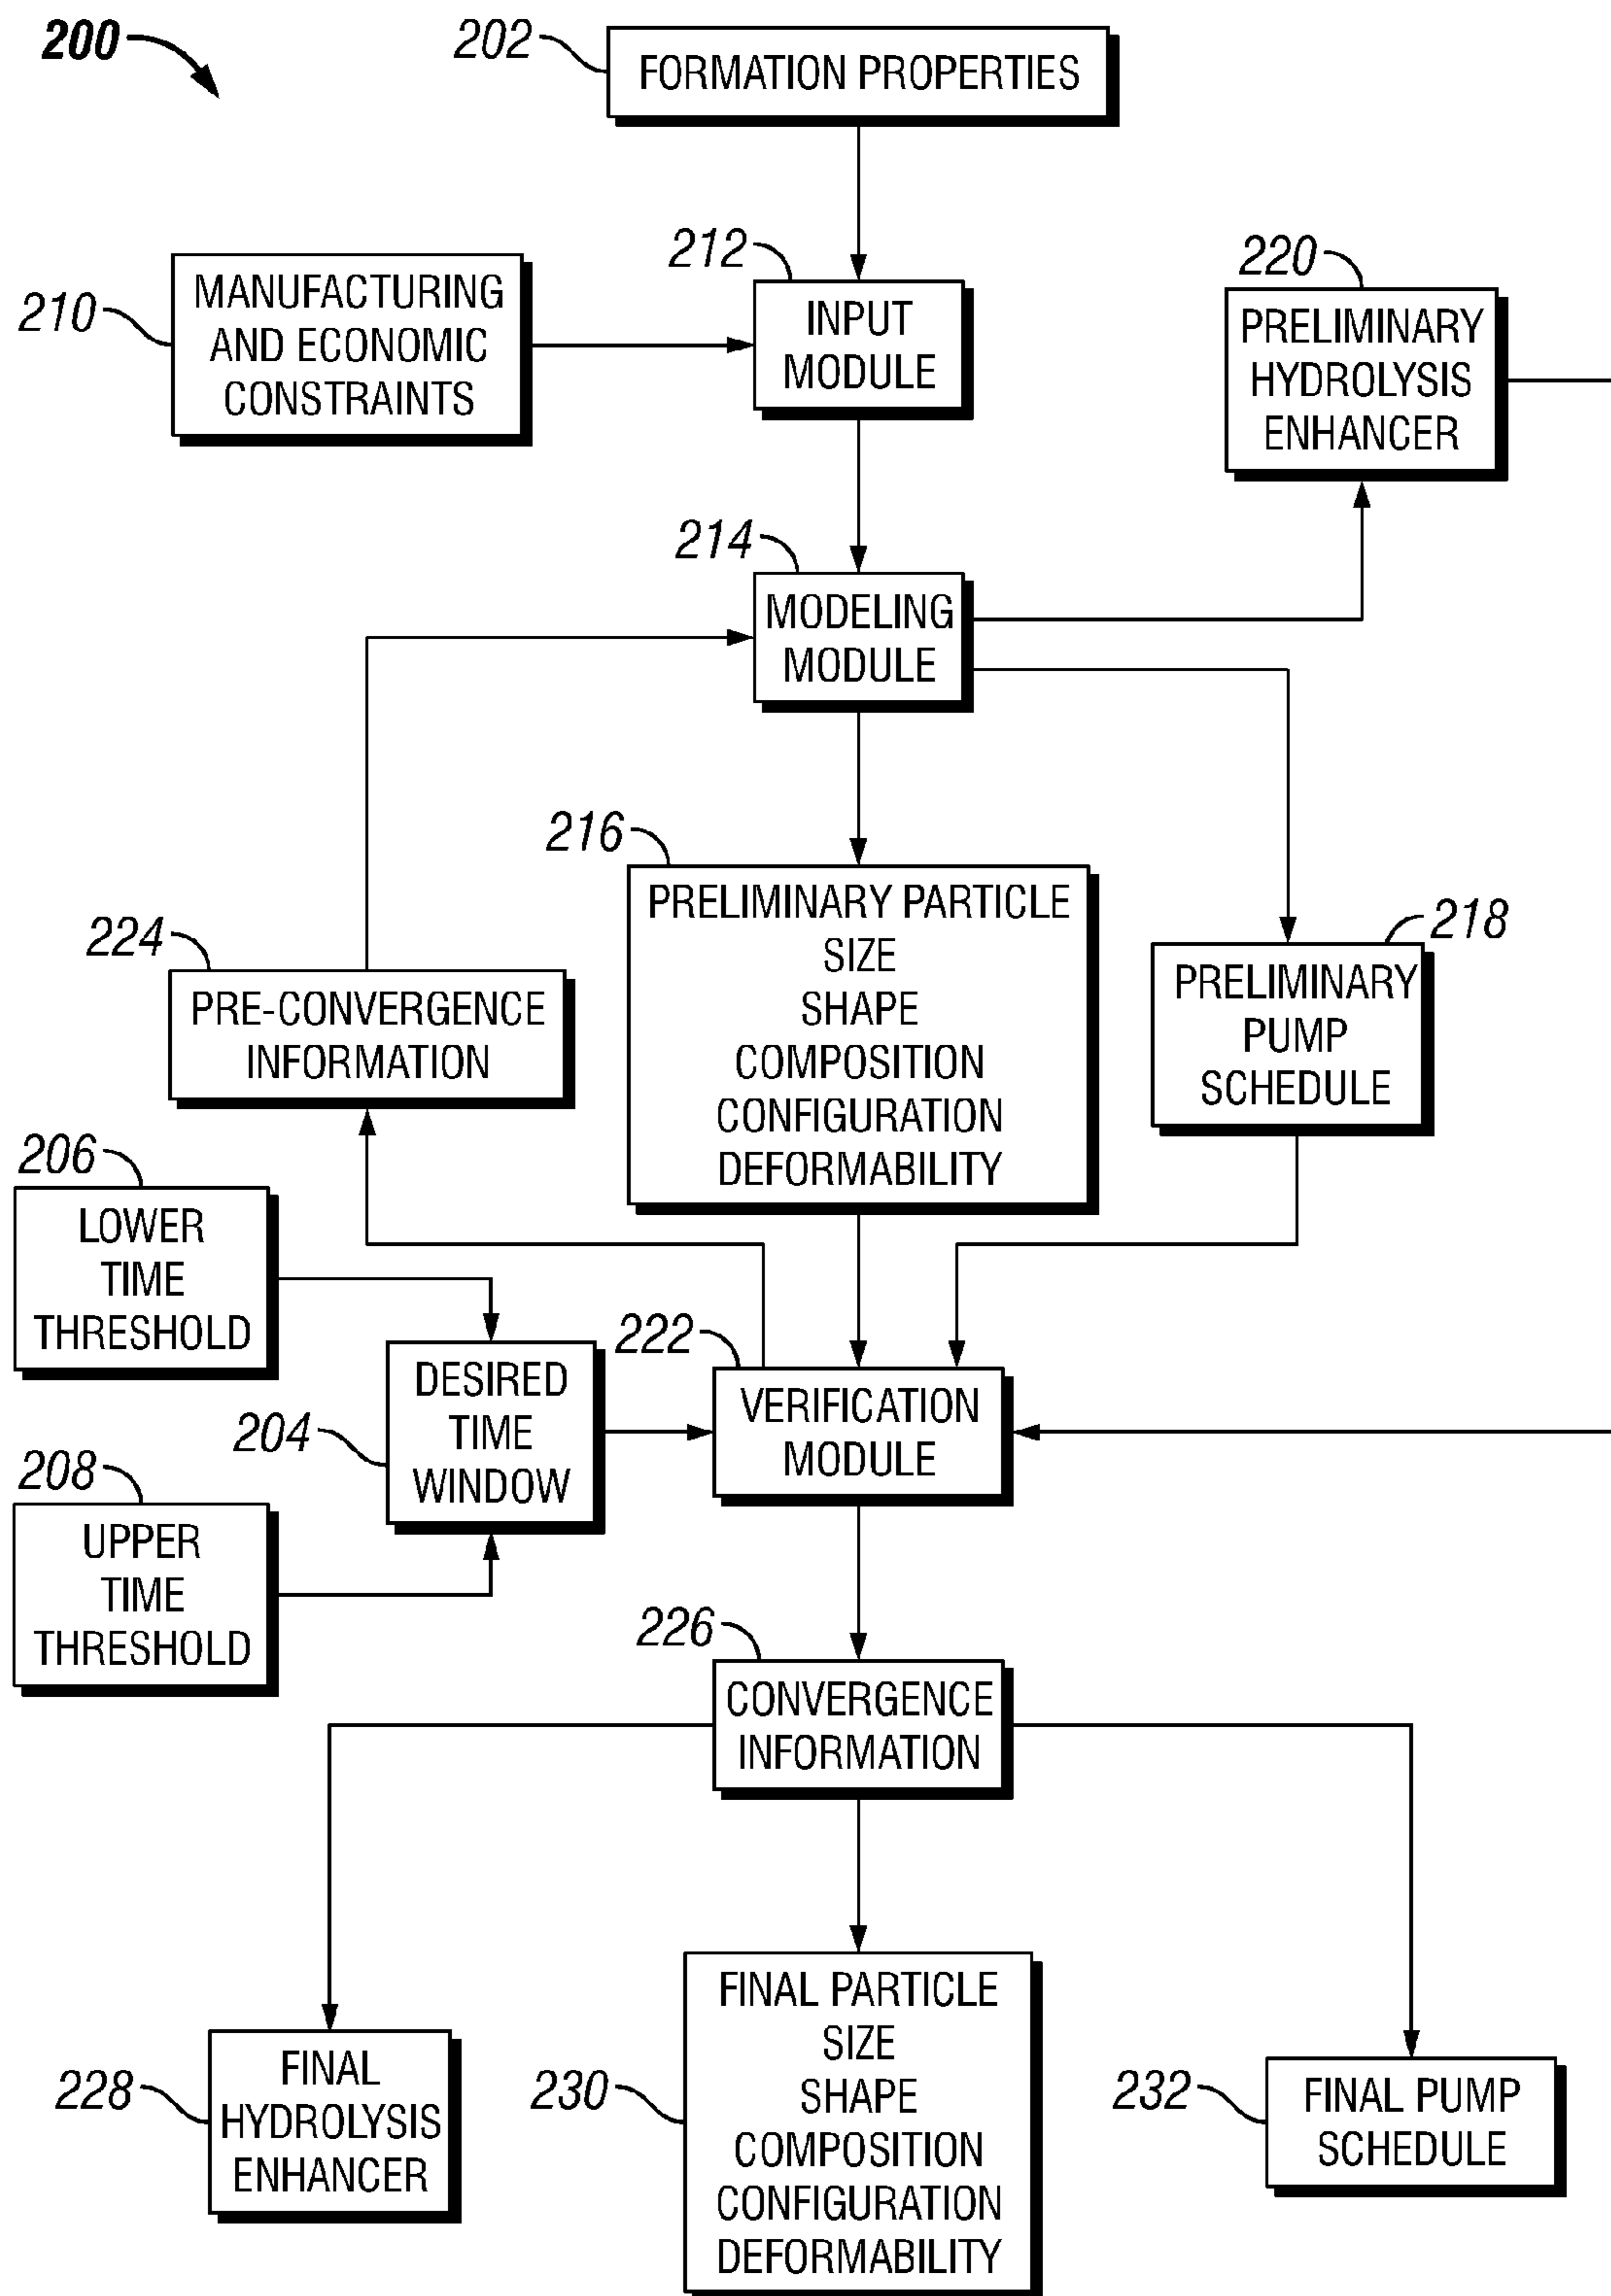 200
202
FORMATION PROPERTIES
210
MANUFACTURING
AND ECONOMIC
CONSTRAINTS
212
INPUT
MODULE
220
PRELIMINARY
HYDROLYSIS
ENHANCER
214
MODELING
MODULE
216
PRELIMINARY PARTICLE
SIZE
SHAPE
COMPOSITION
CONFIGURATION
DEFORMABILITY
218
PRELIMINARY
PUMP
SCHEDULE
224
PRE-CONVERGENCE
INFORMATION
206
LOWER
TIME
THRESHOLD
204
DESIRED
TIME
WINDOW
208
UPPER
TIME
THRESHOLD
222
VERIFICATION
MODULE
226
CONVERGENCE
INFORMATION
228
FINAL
HYDROLYSIS
ENHANCER
230
FINAL PARTICLE
SIZE
SHAPE
COMPOSITION
CONFIGURATION
DEFORMABILITY
232
FINAL PUMP
SCHEDULE